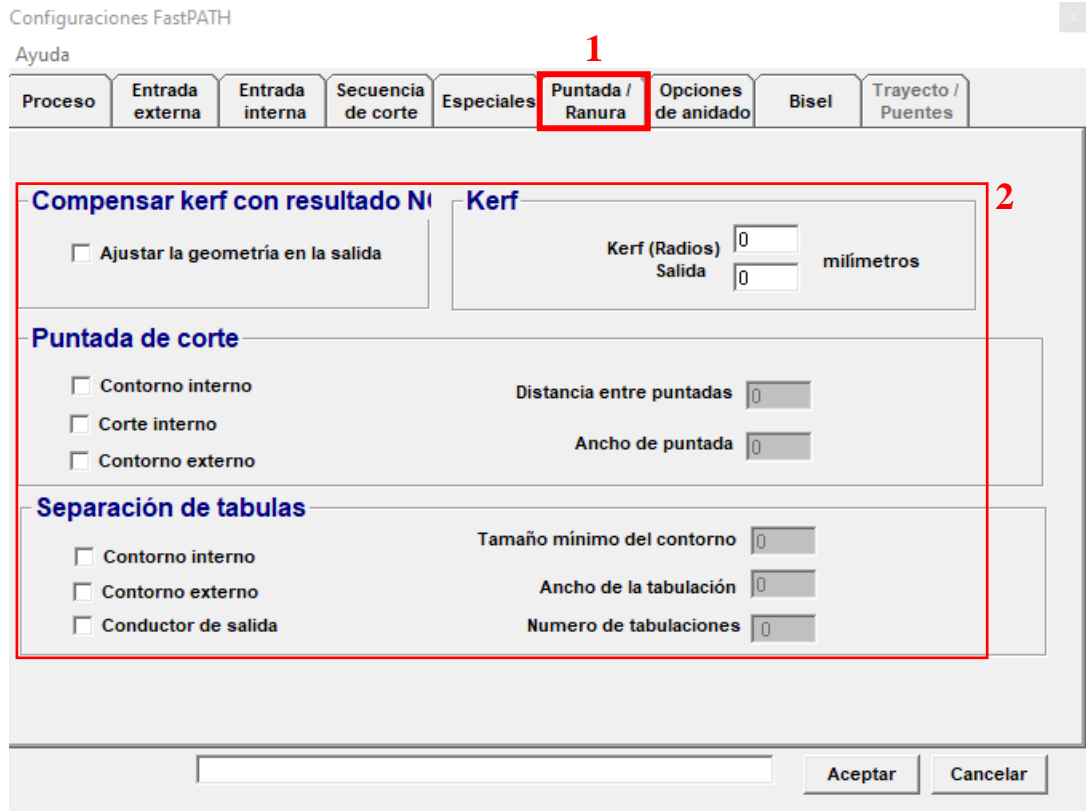 Configuraciones FastPATH
x
Ayuda
1
Proceso
Entrada
externa
Entrada
interna
Secuencia
de corte
Especiales
Puntada /
Ranura
Opciones
de anidado
Bisel
Trayecto /
Puentes
2
Compensar kerf con resultado N
Ajustar la geometría en la salida
Kerf
Kerf (Radios)
0
Salida
0
milímetros
Puntada de corte
Contorno interno
Corte interno
Contorno externo
Distancia entre puntadas
0
Ancho de puntada
0
Separación de tabulas
Contorno interno
Contorno externo
Conductor de salida
Tamaño mínimo del contorno
0
Ancho de la tabulación
0
Numero de tabulaciones
0
Aceptar
Cancelar